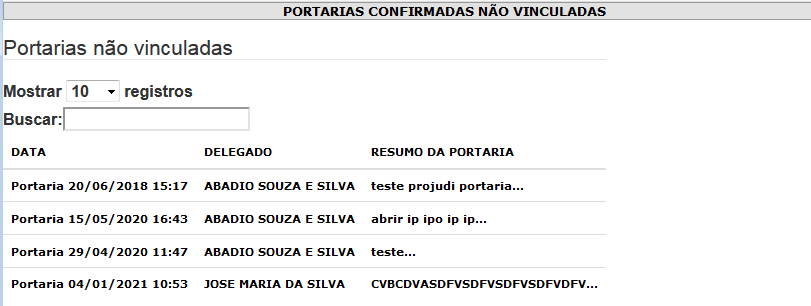 PORTARIAS CONFIRMADAS NÃO VINCULADAS
Portarias não vinculadas
Mostrar 10 registros
Buscar:
DATA DELEGADO RESUMO DA PORTARIA
Portaria 20/06/2018 15:17 ABADIO SOUZA E SILVA teste projudi portaria...
Portaria 15/05/2020 16:43 ABADIO SOUZA E SILVA abrir ip ipo ip ip...
Portaria 29/04/2020 11:47 ABADIO SOUZA E SILVA teste...
Portaria 04/01/2021 10:53 JOSE MARIA DA SILVA CVBCDVASDFVSDFVSDFVSDFVDFV...